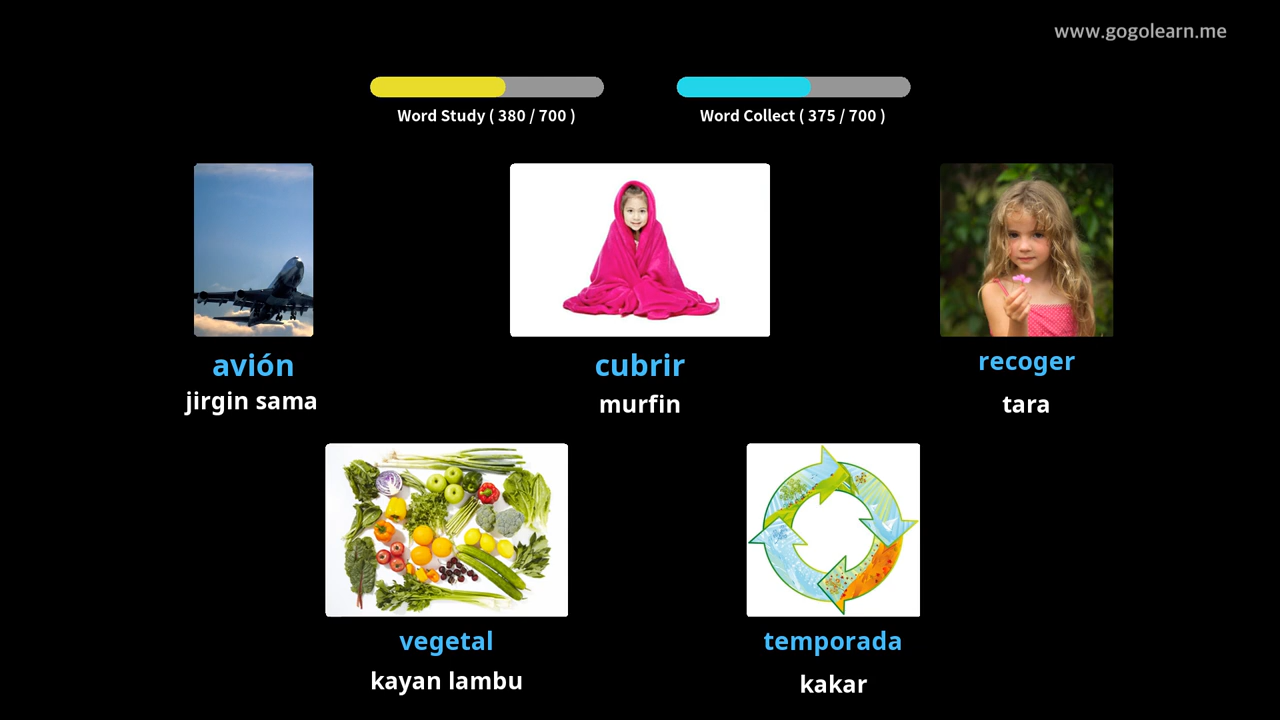 www.gogolearn.me
Word Study ( 380 / 700 )
Word Collect ( 375 / 700 )
avión
jirgin sama
cubrir
murfin
recoger
tara
vegetal
kayan lambu
temporada
kakar